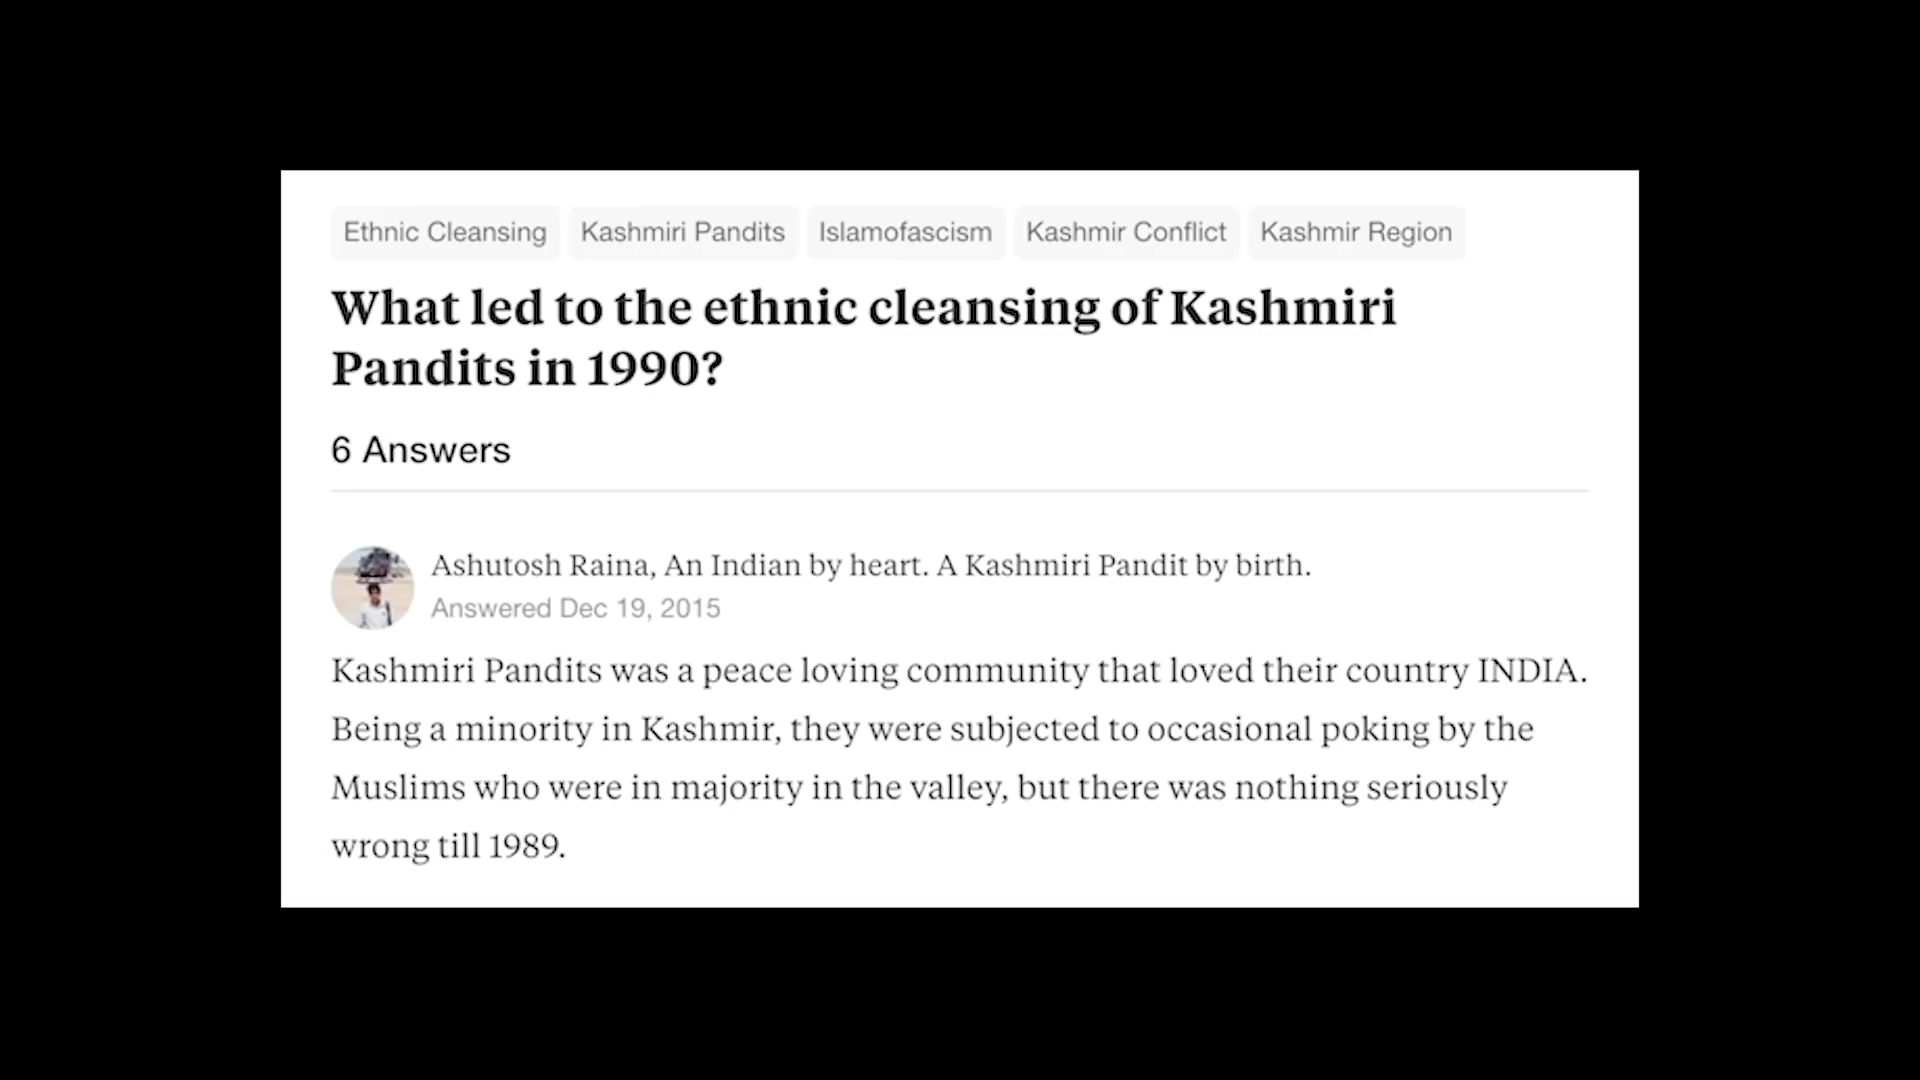 Ethnic Cleansing Kashmiri Pandits Islamofascism Kashmir Conflict Kashmir Region
What led to the ethnic cleansing of Kashmiri
Pandits in 1990?
6 Answers
Ashutosh Raina, An Indian by heart. A Kashmiri Pandit by birth.
Answered Dec 19, 2015
Kashmiri Pandits was a peace loving community that loved their country INDIA.
Being a minority in Kashmir, they were subjected to occasional poking by the
Muslims who were in majority in the valley, but there was nothing seriously
wrong till 1989.